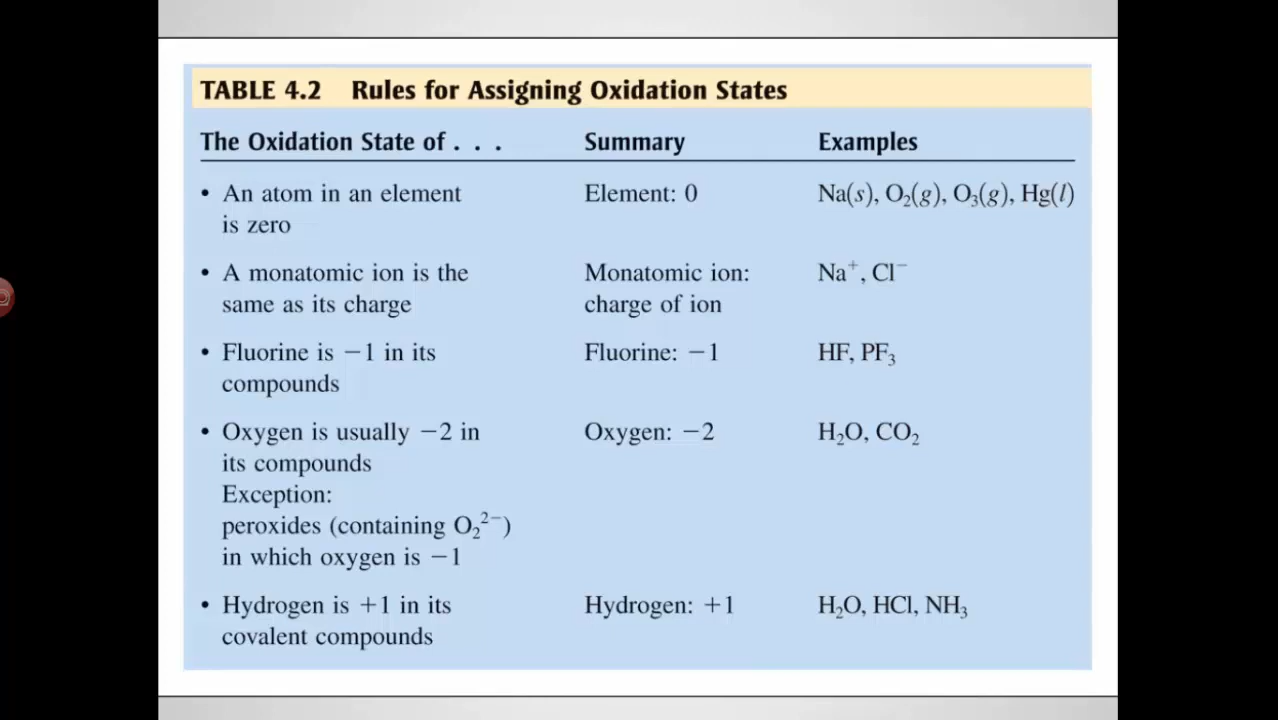 TABLE 4.2 Rules for Assigning Oxidation States
The Oxidation State of . . . Summary Examples
• An atom in an element Element: 0 Na(s), O₂(g), O₃(g), Hg(l)
is zero
• A monatomic ion is the Monatomic ion: Na⁺, Cl⁻
same as its charge charge of ion
• Fluorine is −1 in its Fluorine: −1 HF, PF₃
compounds
• Oxygen is usually −2 in Oxygen: −2 H₂O, CO₂
its compounds
Exception:
peroxides (containing O₂²⁻)
in which oxygen is −1
• Hydrogen is +1 in its Hydrogen: +1 H₂O, HCl, NH₃
covalent compounds